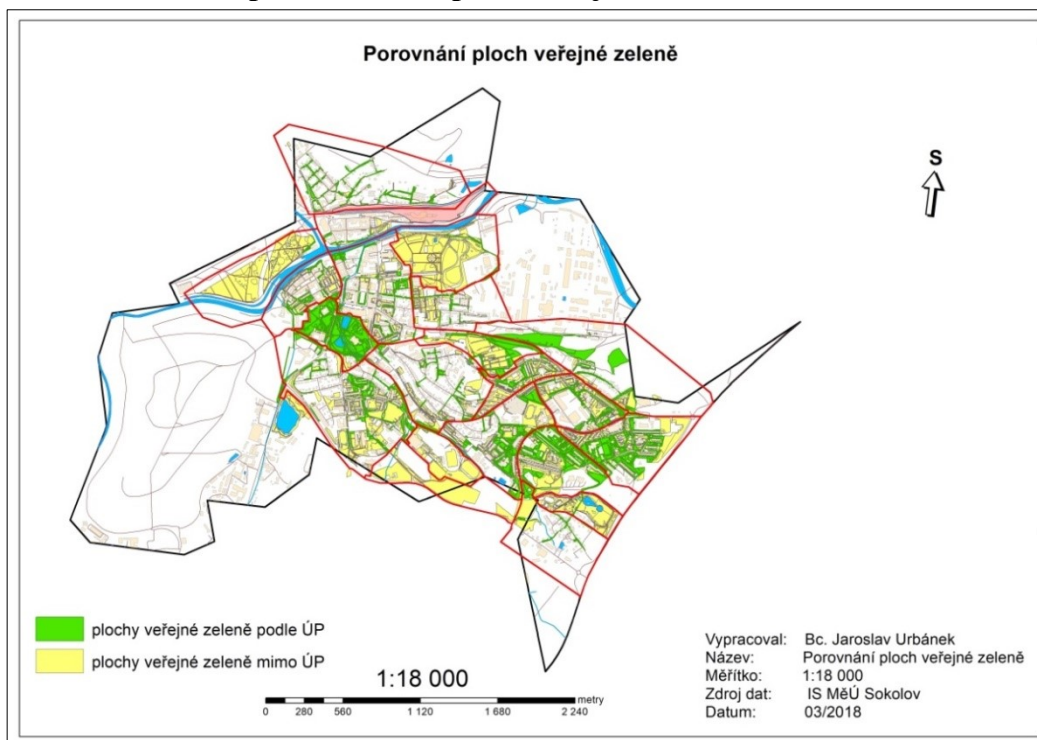 Porovnání ploch veřejné zeleně
S
plochy veřejné zeleně podle ÚP
plochy veřejné zeleně mimo ÚP
1:18 000
metry
0 280 560 1 120 1 680 2 240
Vypracoval: Bc. Jaroslav Urbánek
Název: Porovnání ploch veřejné zeleně
Měřítko: 1:18 000
Zdroj dat: IS MěÚ Sokolov
Datum: 03/2018